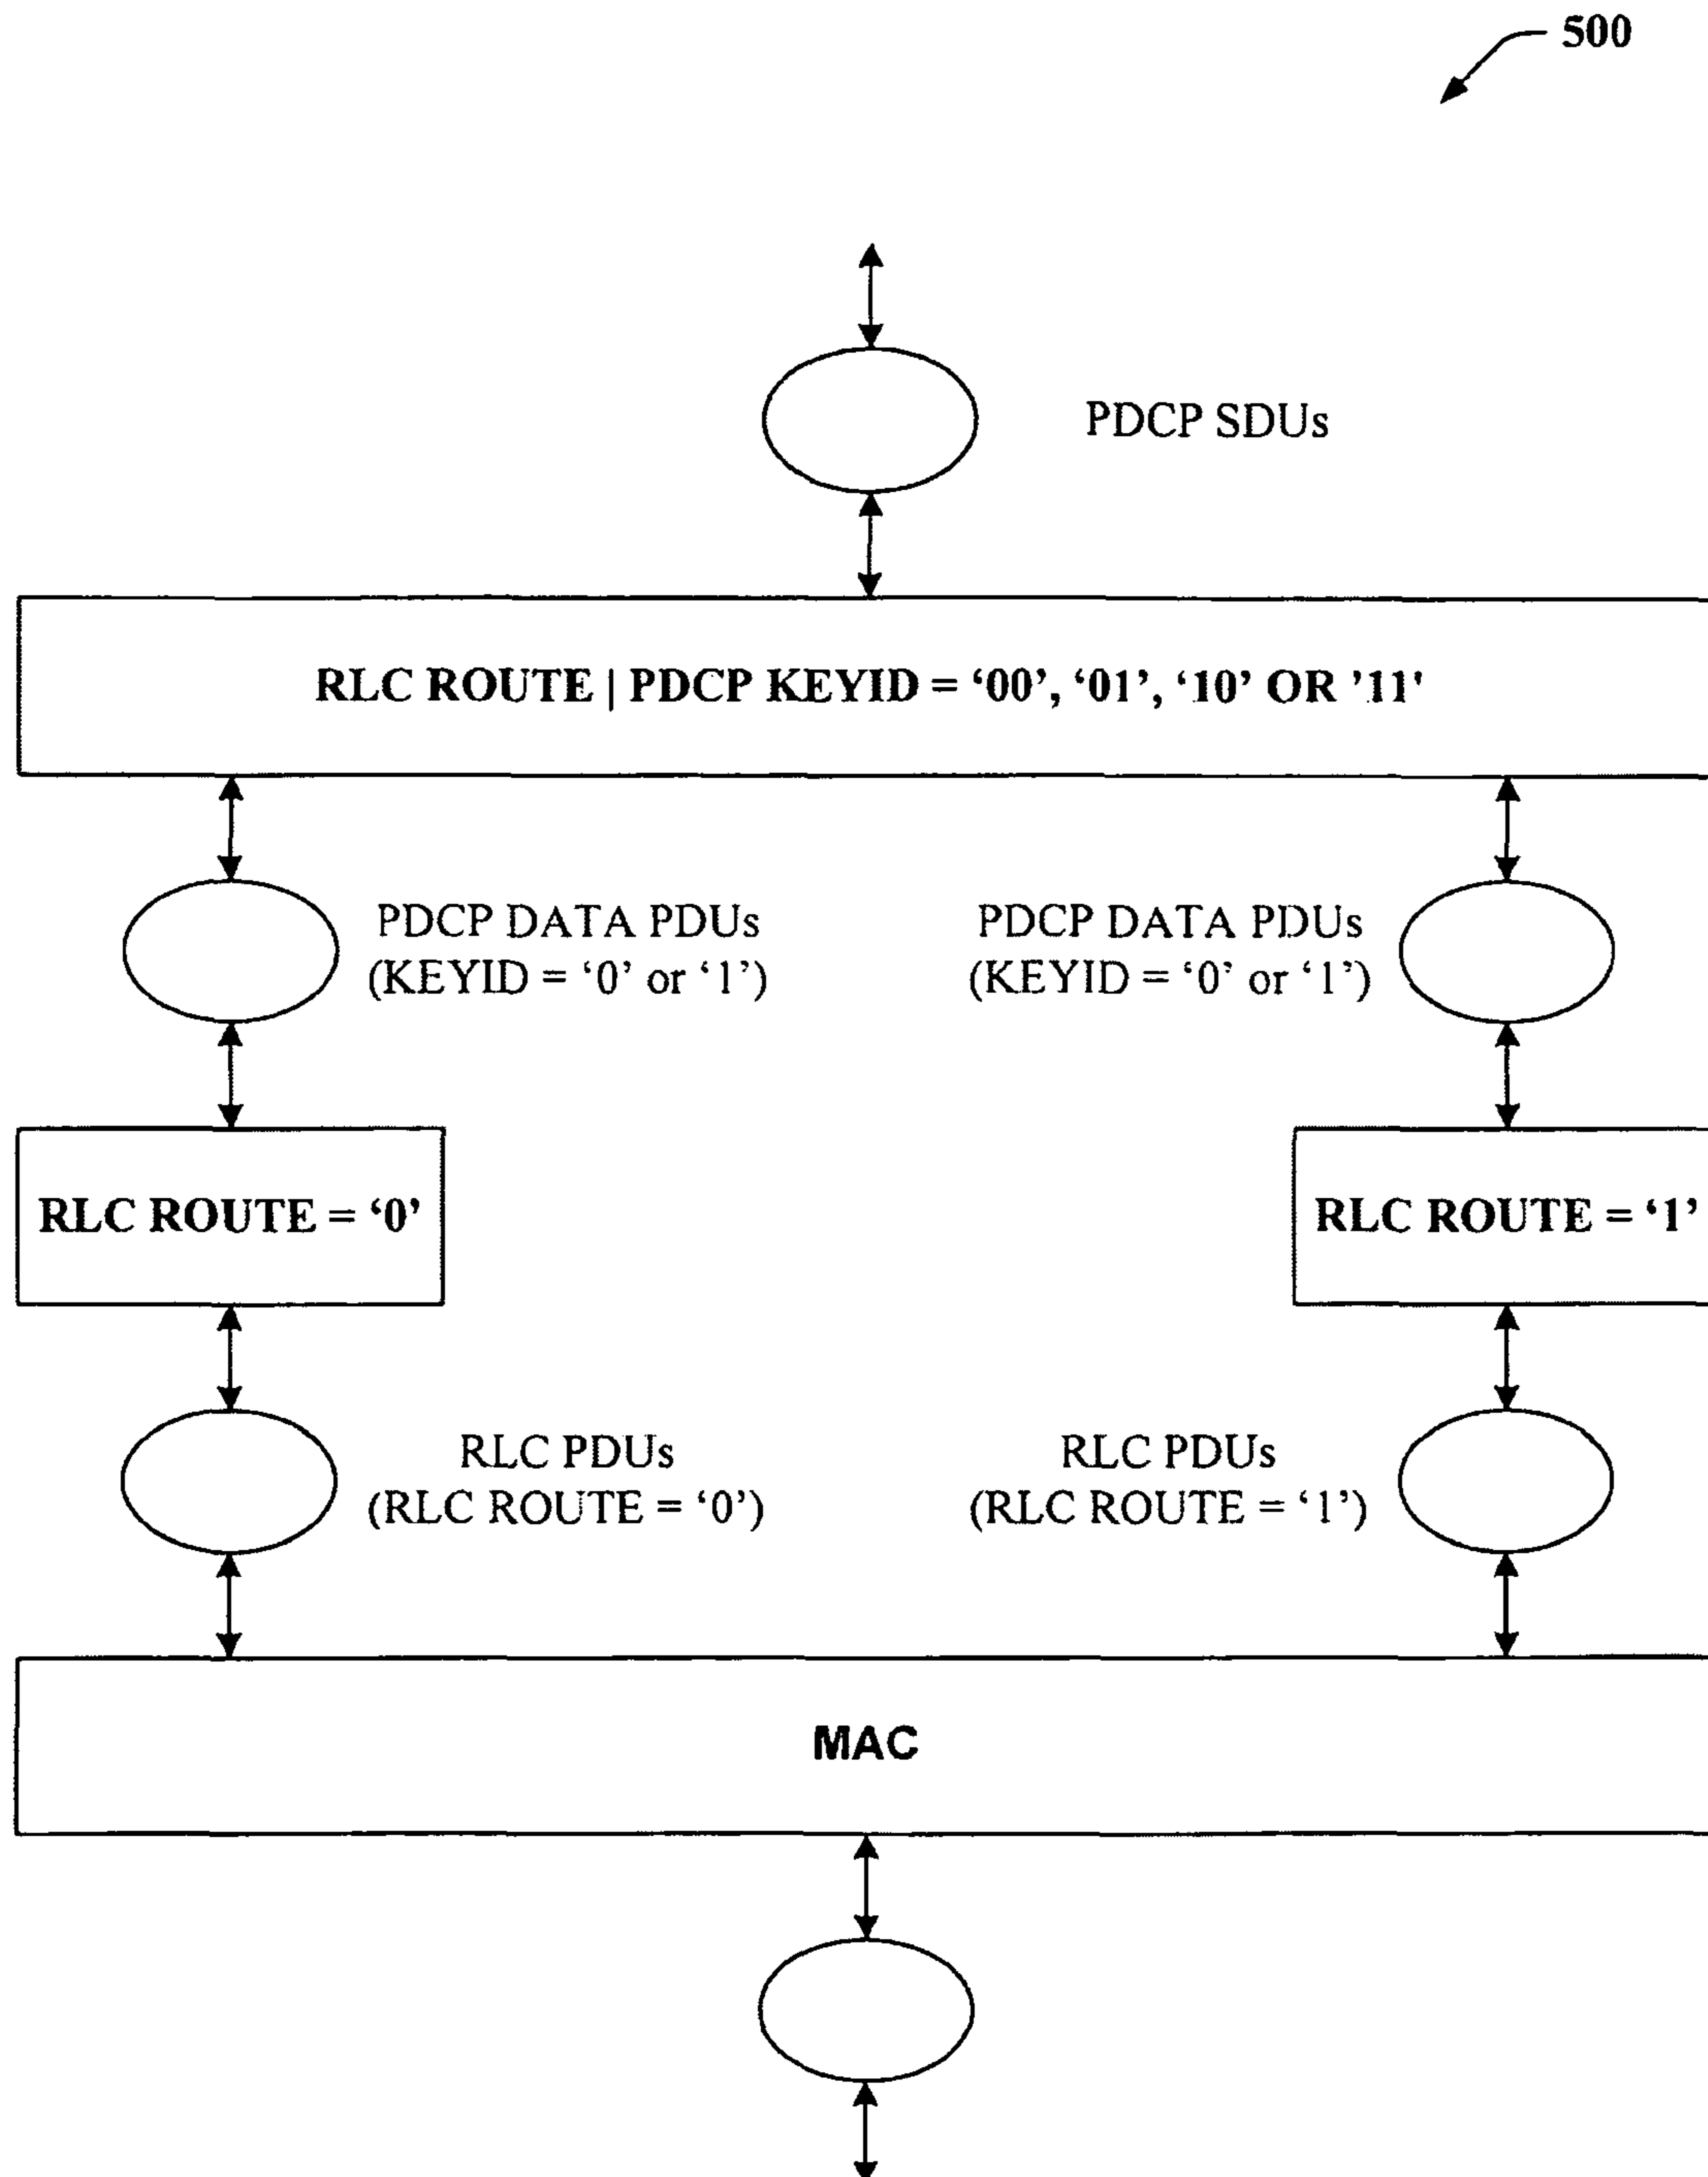 500
PDCP SDUs
RLC ROUTE | PDCP KEYID = ‘00’, ‘01’, ‘10’ OR '11'
PDCP DATA PDUs
(KEYID = ‘0’ or ‘1’)
PDCP DATA PDUs
(KEYID = ‘0’ or ‘1’)
RLC ROUTE = ‘0’
RLC ROUTE = ‘1’
RLC PDUs
(RLC ROUTE = ‘0’)
RLC PDUs
(RLC ROUTE = ‘1’)
MAC